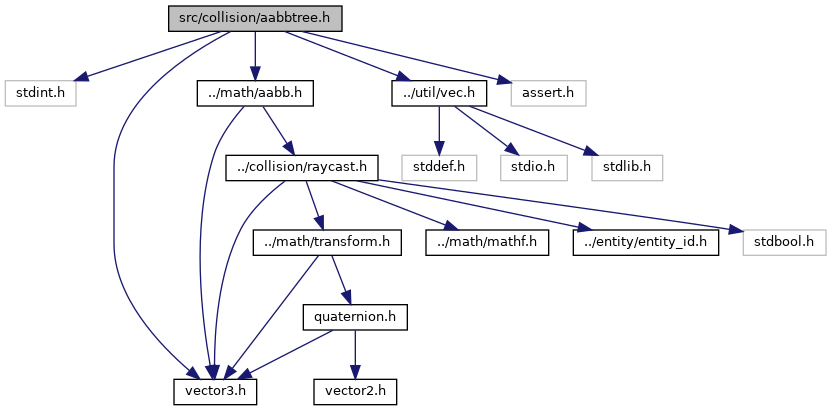 src/collision/aabbtree.h
stdint.h
../math/aabb.h
../util/vec.h
assert.h
../collision/raycast.h
stddef.h
stdio.h
stdlib.h
../math/transform.h
../math/mathf.h
../entity/entity_id.h
stdbool.h
quaternion.h
vector3.h
vector2.h